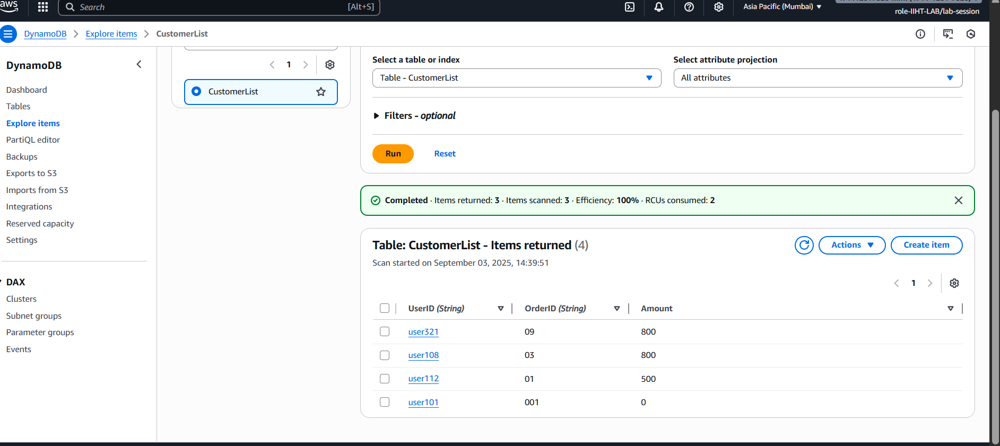 aws
Search [Alt+S]
Asia Pacific (Mumbai)
role-IIHT-LAB/lab-session
DynamoDB > Explore items > CustomerList
DynamoDB
Dashboard
Tables
Explore items
PartiQL editor
Backups
Exports to S3
Imports from S3
Integrations
Reserved capacity
Settings
DAX
Clusters
Subnet groups
Parameter groups
Events
1
CustomerList
Select a table or index
Table - CustomerList
Select attribute projection
All attributes
Filters - optional
Run Reset
Completed · Items returned: 3 · Items scanned: 3 · Efficiency: 100% · RCUs consumed: 2
Table: CustomerList - Items returned (4)
Actions Create item
Scan started on September 03, 2025, 14:39:51
1
UserID (String) OrderID (String) Amount
user321 09 800
user108 03 800
user112 01 500
user101 001 0